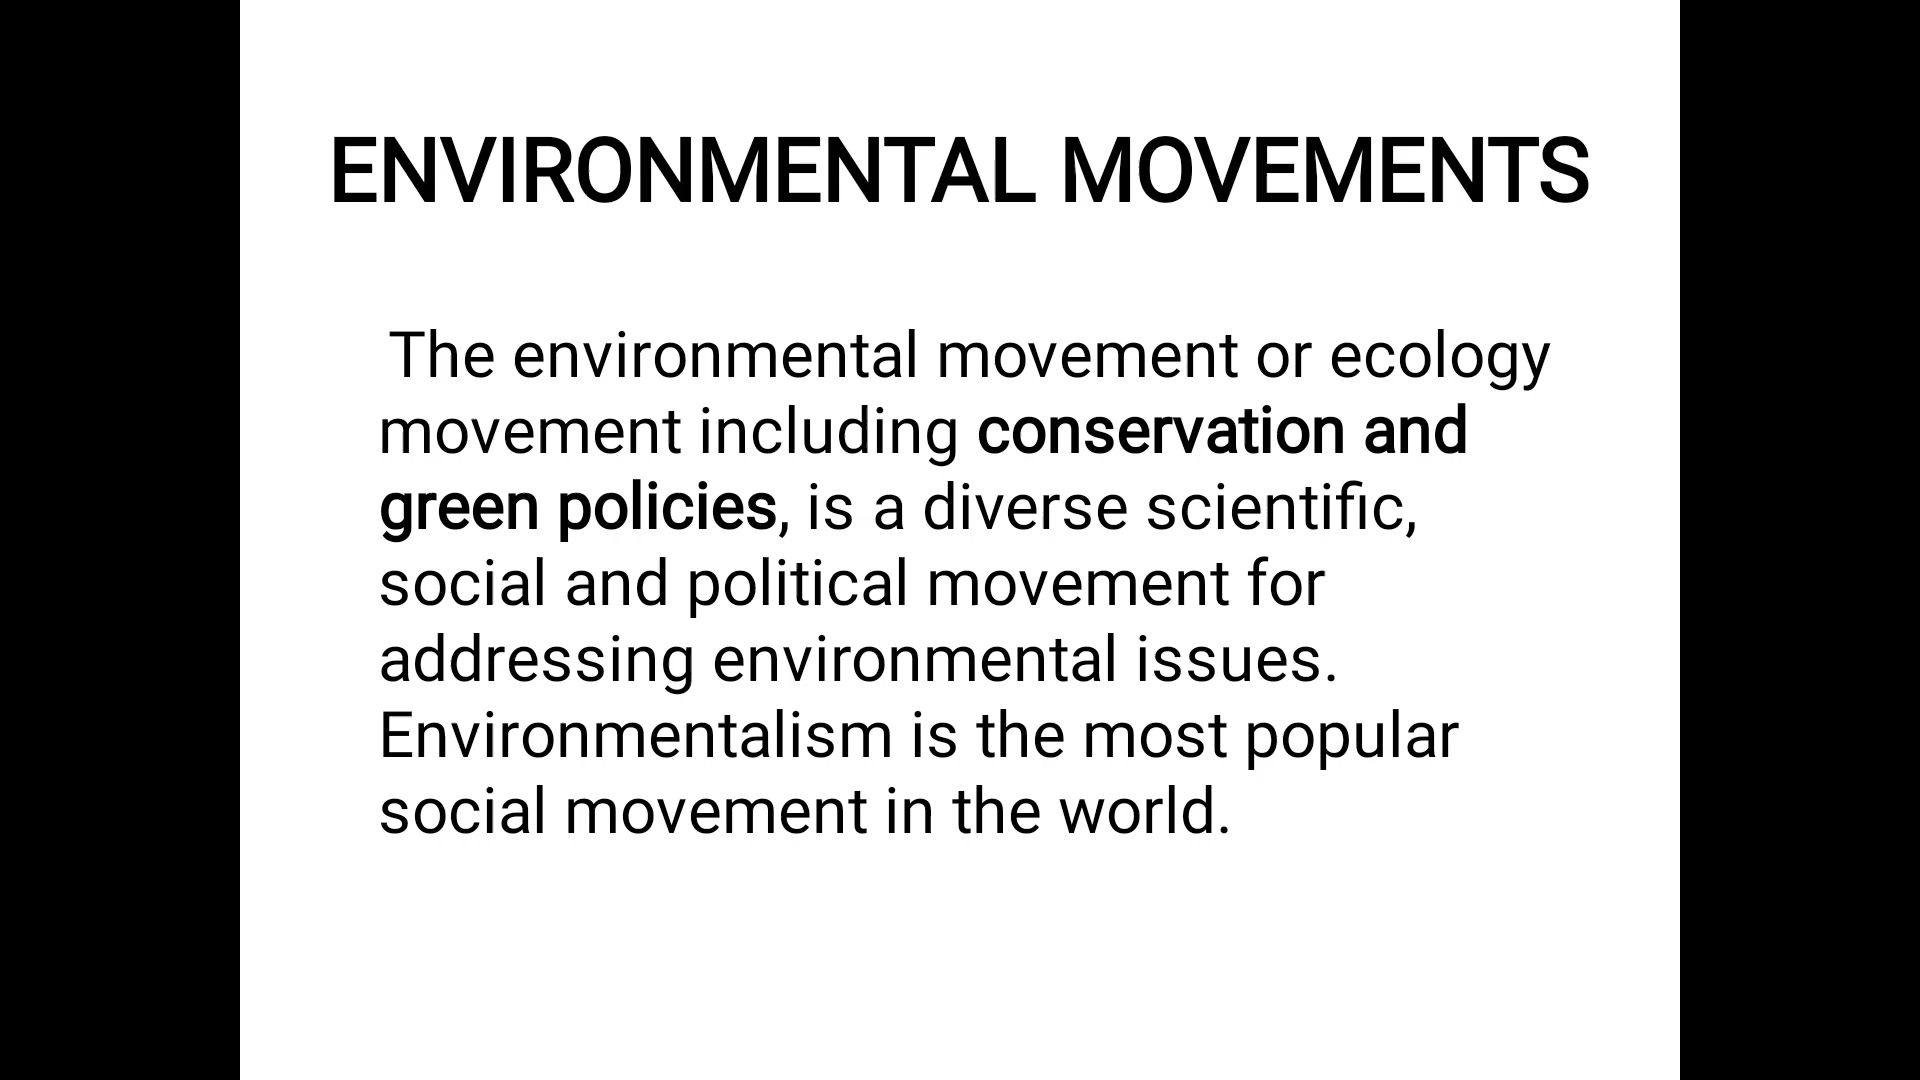 ENVIRONMENTAL MOVEMENTS
The environmental movement or ecology
movement including conservation and
green policies, is a diverse scientific,
social and political movement for
addressing environmental issues.
Environmentalism is the most popular
social movement in the world.